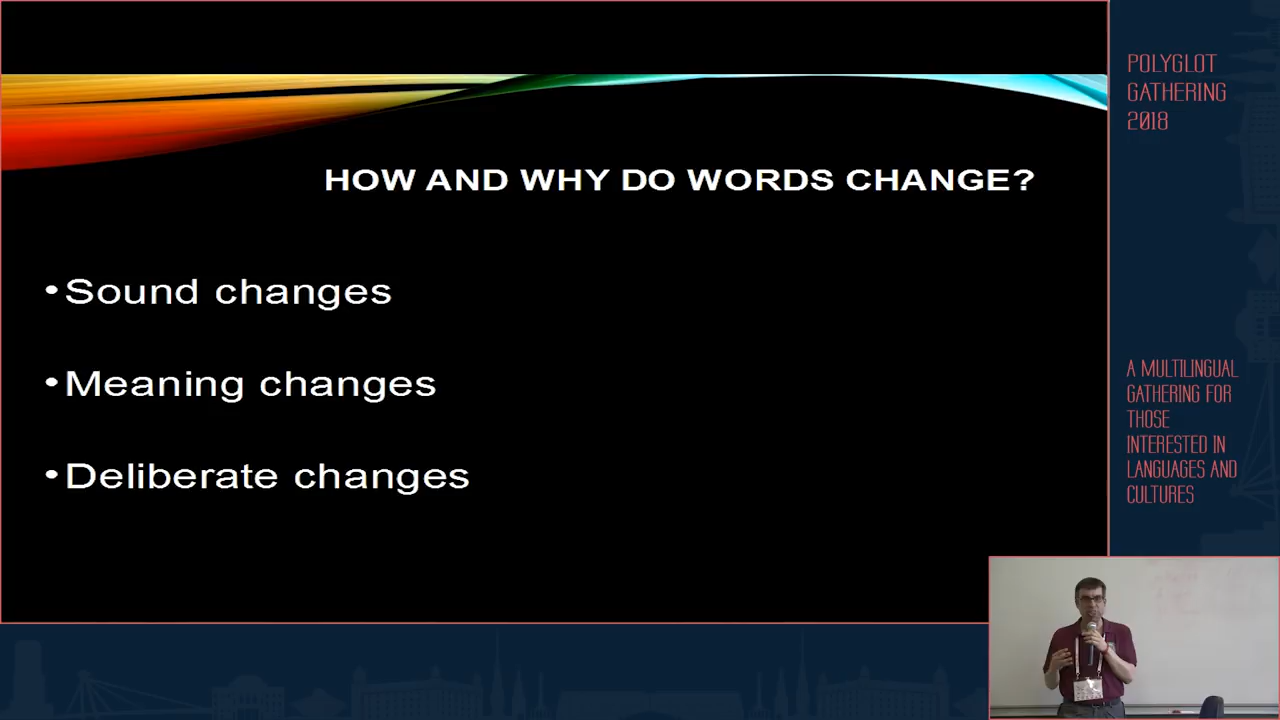 HOW AND WHY DO WORDS CHANGE?
•Sound changes
•Meaning changes
•Deliberate changes
POLYGLOT
GATHERING
2018
A MULTILINGUAL
GATHERING FOR
THOSE
INTERESTED IN
LANGUAGES AND
CULTURES